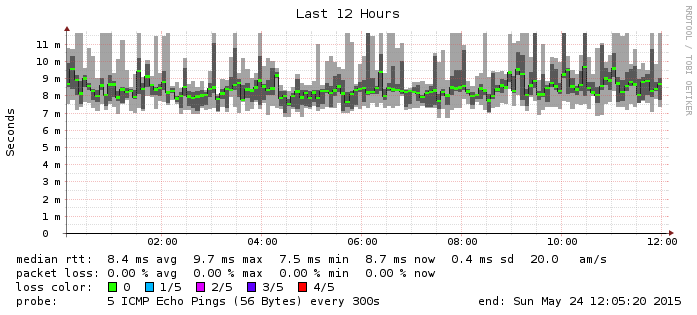 Last 12 Hours
RRDTOOL / TOBI OETIKER
Seconds
11 m
10 m
9 m
8 m
7 m
6 m
5 m
4 m
3 m
2 m
1 m
0
02:00 04:00 06:00 08:00 10:00 12:00
median rtt: 8.4 ms avg 9.7 ms max 7.5 ms min 8.7 ms now 0.4 ms sd 20.0 am/s
packet loss: 0.00 % avg 0.00 % max 0.00 % min 0.00 % now
loss color: 0 1/5 2/5 3/5 4/5
probe: 5 ICMP Echo Pings (56 Bytes) every 300s end: Sun May 24 12:05:20 2015